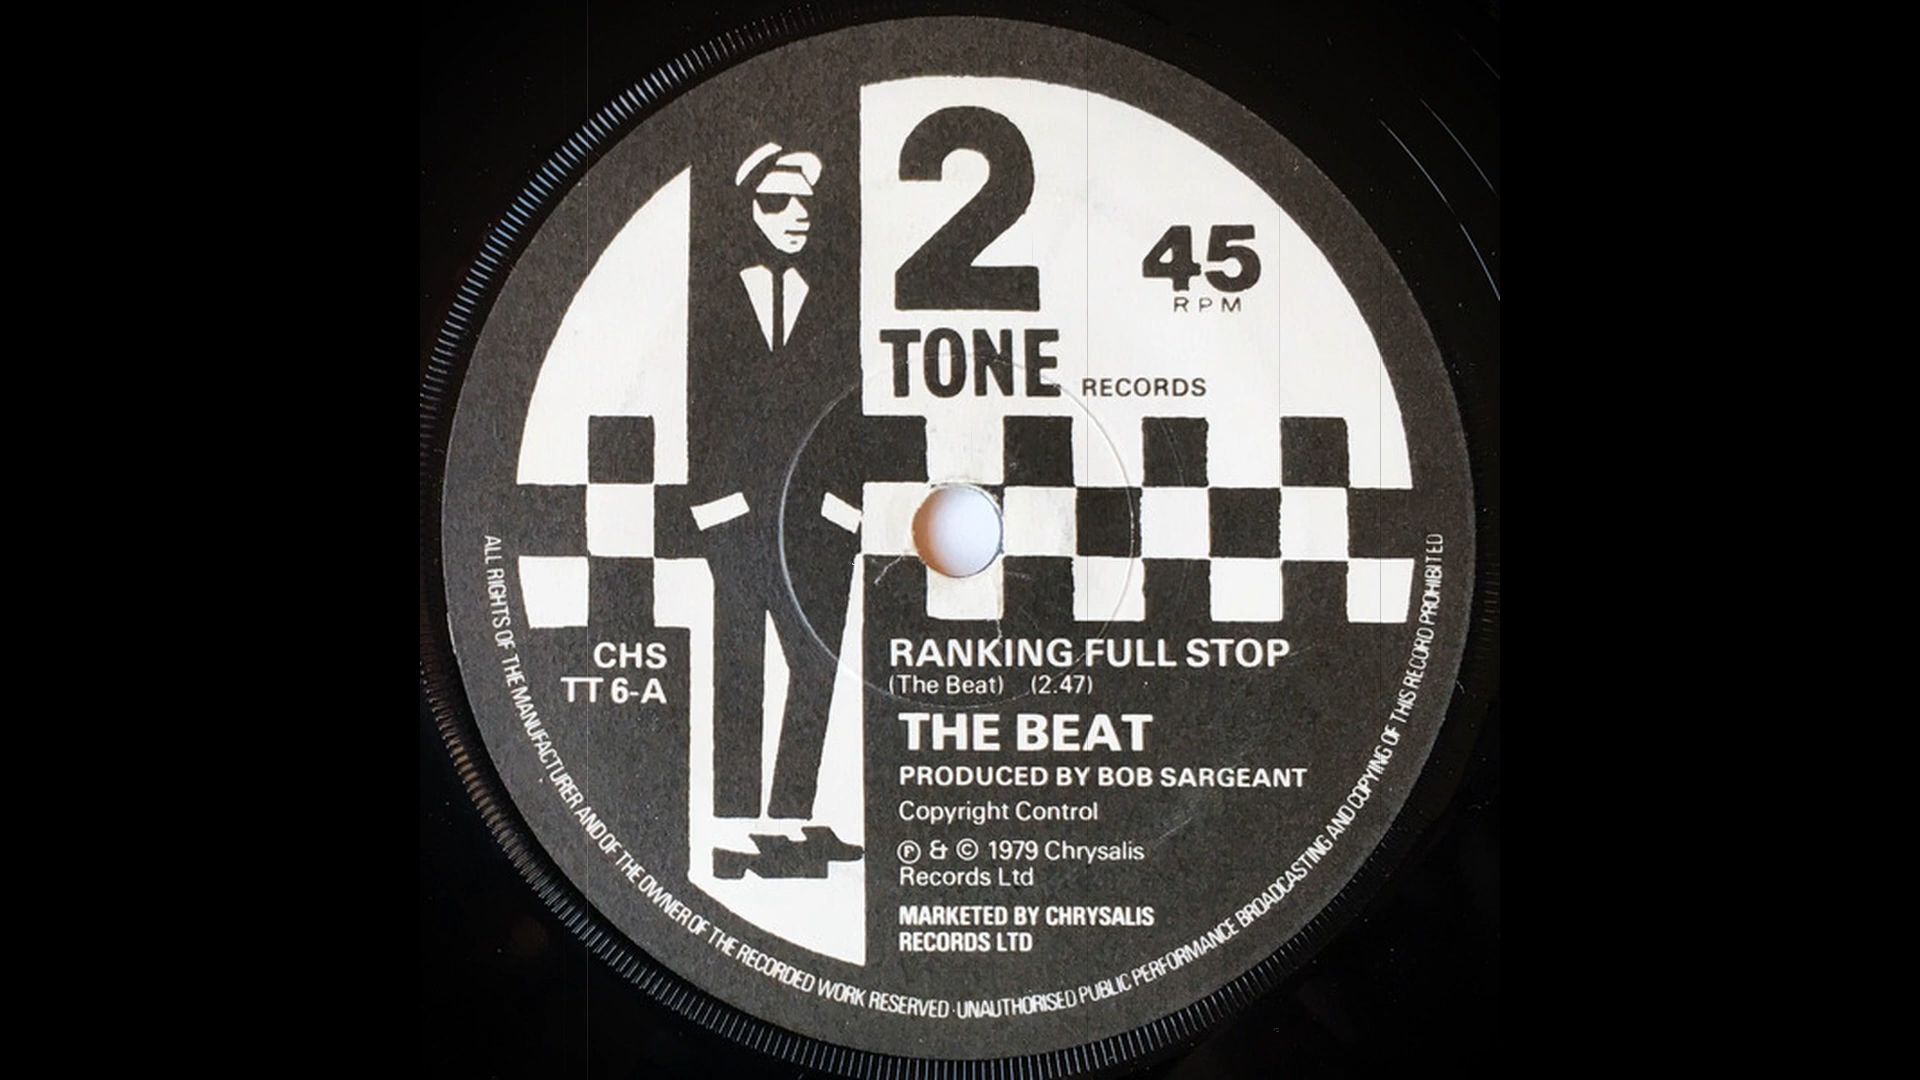 2
TONE RECORDS
45
RPM
CHS
TT 6-A
RANKING FULL STOP
(The Beat) (2.47)
THE BEAT
PRODUCED BY BOB SARGEANT
Copyright Control
Ⓟ & © 1979 Chrysalis
Records Ltd
MARKETED BY CHRYSALIS
RECORDS LTD
ALL RIGHTS OF THE MANUFACTURER AND OF THE OWNER OF THE RECORDED WORK RESERVED · UNAUTHORISED PUBLIC PERFORMANCE BROADCASTING AND COPYING OF THIS RECORD PROHIBITED